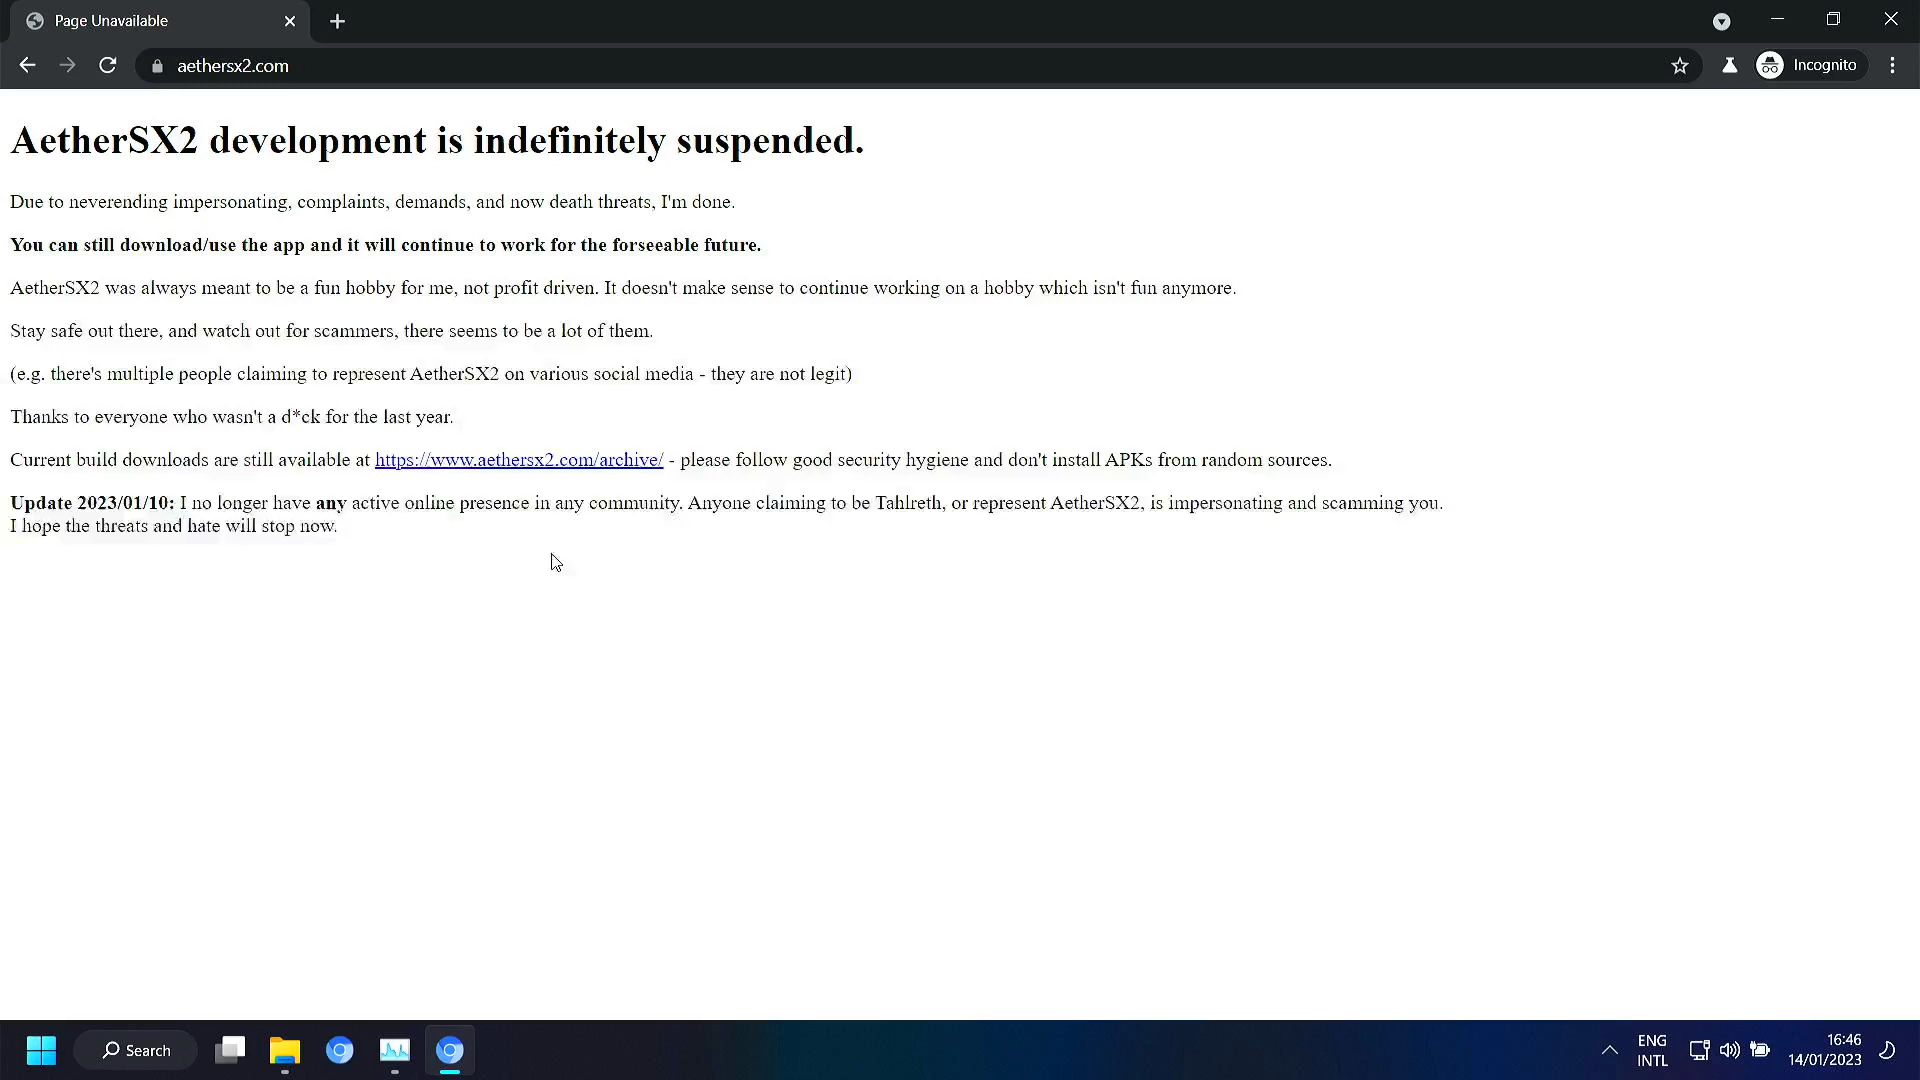 Page Unavailable
aethersx2.com
Incognito
AetherSX2 development is indefinitely suspended.
Due to neverending impersonating, complaints, demands, and now death threats, I'm done.
You can still download/use the app and it will continue to work for the forseeable future.
AetherSX2 was always meant to be a fun hobby for me, not profit driven. It doesn't make sense to continue working on a hobby which isn't fun anymore.
Stay safe out there, and watch out for scammers, there seems to be a lot of them.
(e.g. there's multiple people claiming to represent AetherSX2 on various social media - they are not legit)
Thanks to everyone who wasn't a d*ck for the last year.
Current build downloads are still available at https://www.aethersx2.com/archive/ - please follow good security hygiene and don't install APKs from random sources.
Update 2023/01/10: I no longer have any active online presence in any community. Anyone claiming to be Tahlreth, or represent AetherSX2, is impersonating and scamming you.
I hope the threats and hate will stop now.
Search
ENG
INTL
16:46
14/01/2023